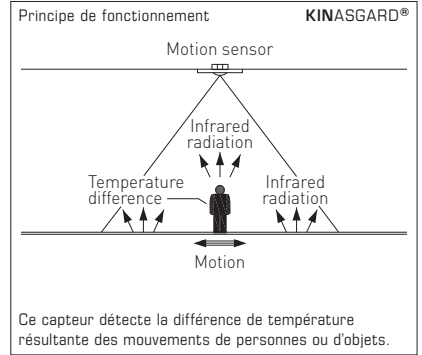 Principe de fonctionnement KINASGARD®
Motion sensor
Infrared
radiation
Temperature
difference
Infrared
radiation
Motion
Ce capteur détecte la différence de température
résultante des mouvements de personnes ou d'objets.